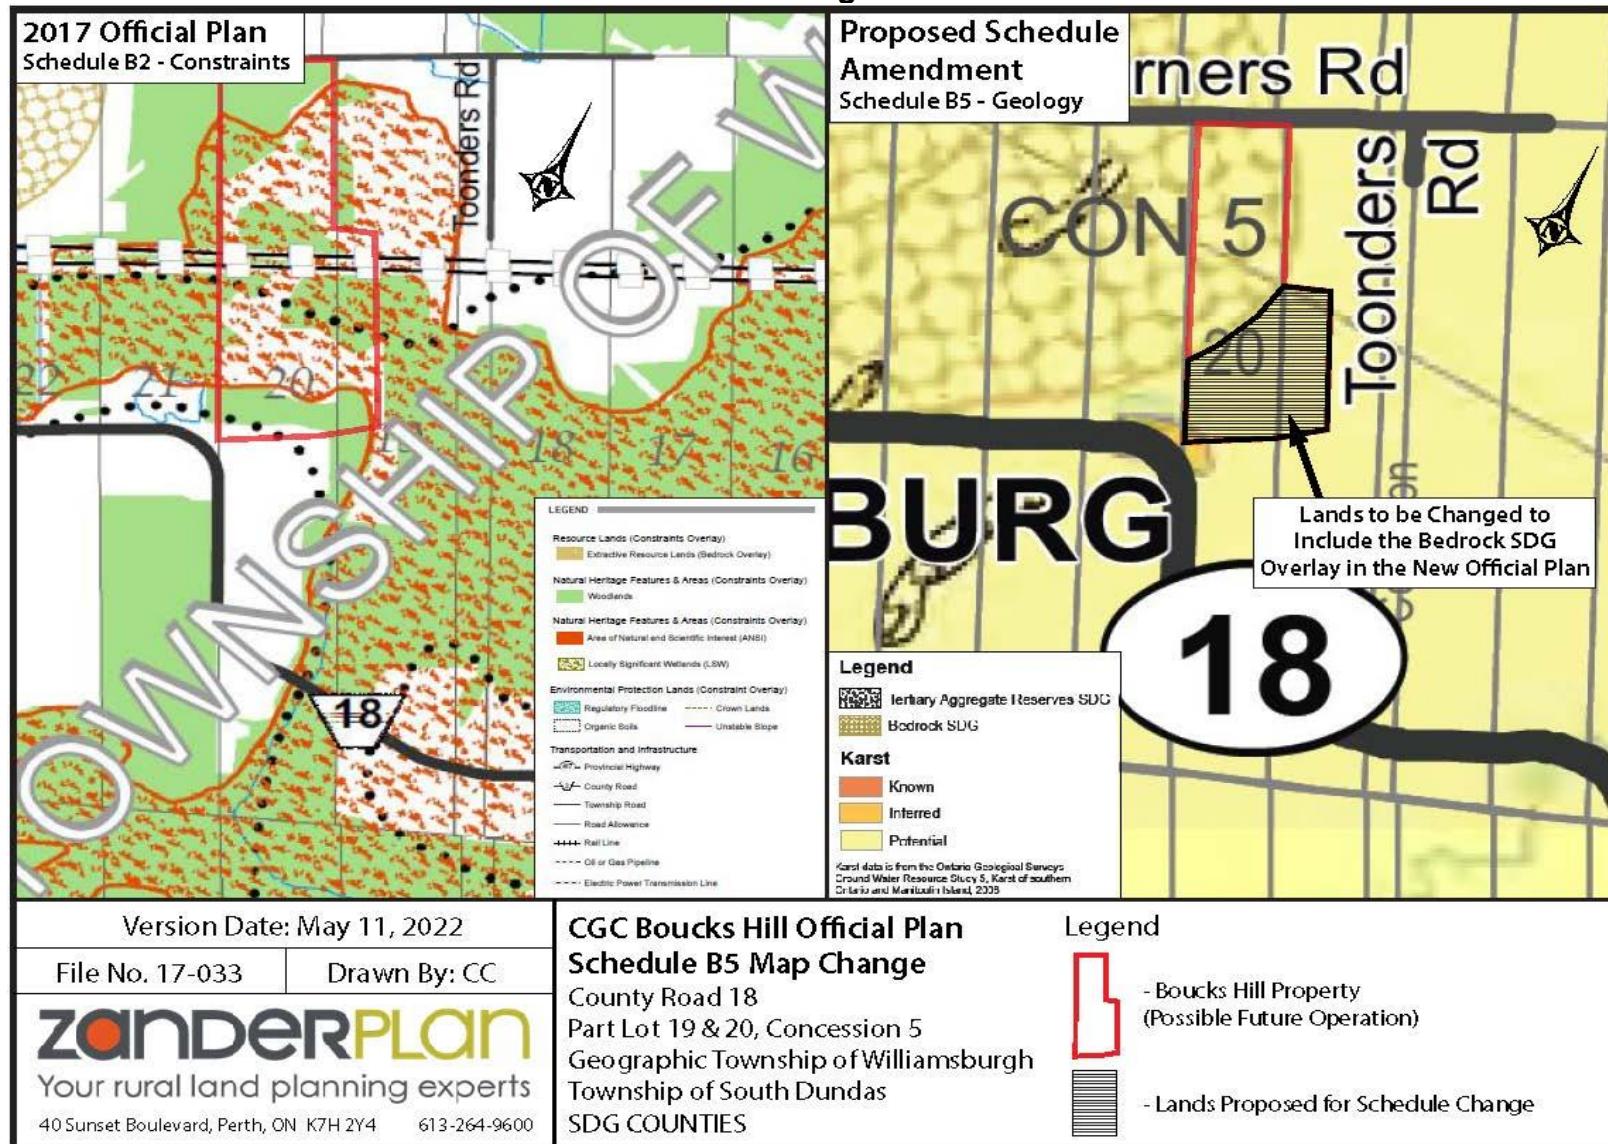 2017 Official Plan
Schedule B2 - Constraints
Toonders Rd
TOWNSHIP OF W
22
21
20
19
18
17
16
18
LEGEND
Resource Lands (Constraints Overlay)
Extractive Resource Lands (Bedrock Overlay)
Natural Heritage Features & Areas (Constraints Overlay)
Woodlands
Natural Heritage Features & Areas (Constraints Overlay)
Area of Natural and Scientific Interest (ANSI)
Locally Significant Wetlands (LSW)
Environmental Protection Lands (Constraint Overlay)
Regulatory Floodline
Crown Lands
Organic Soils
Unstable Slope
Transportation and Infrastructure
Provincial Highway
County Road
Township Road
Road Allowance
Rail Line
Oil or Gas Pipeline
Electric Power Transmission Line
Proposed Schedule
Amendment
Schedule B5 - Geology
rners Rd
Toonders
Rd
CON 5
20
BURG
Lands to be Changed to
Include the Bedrock SDG
Overlay in the New Official Plan
18
Legend
Tertiary Aggregate Reserves SDG
Bedrock SDG
Karst
Known
Inferred
Potential
Karst data is from the Ontario Geological Surveys
Ground Water Resource Study 5, Karst of southern
Ontario and Manitoulin Island, 2008
Version Date: May 11, 2022
File No. 17-033
Drawn By: CC
ZANDERPLAN
Your rural land planning experts
40 Sunset Boulevard, Perth, ON K7H 2Y4 613-264-9600
CGC Boucks Hill Official Plan
Schedule B5 Map Change
County Road 18
Part Lot 19 & 20, Concession 5
Geographic Township of Williamsburgh
Township of South Dundas
SDG COUNTIES
Legend
- Boucks Hill Property
(Possible Future Operation)
- Lands Proposed for Schedule Change